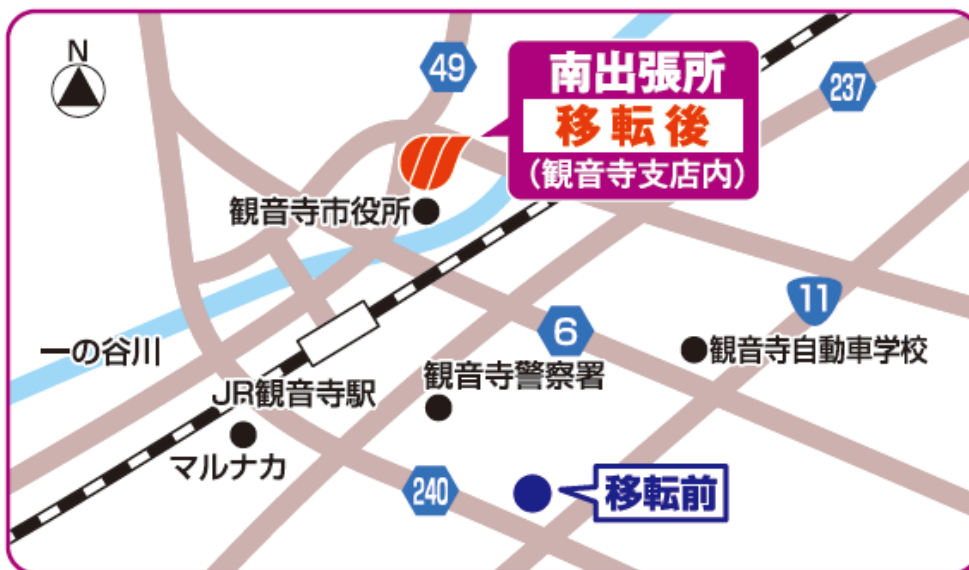 N
49
南出張所
移転後
(観音寺支店内)
237
観音寺市役所
11
一の谷川
6
観音寺自動車学校
観音寺警察署
JR観音寺駅
マルナカ
240
移転前